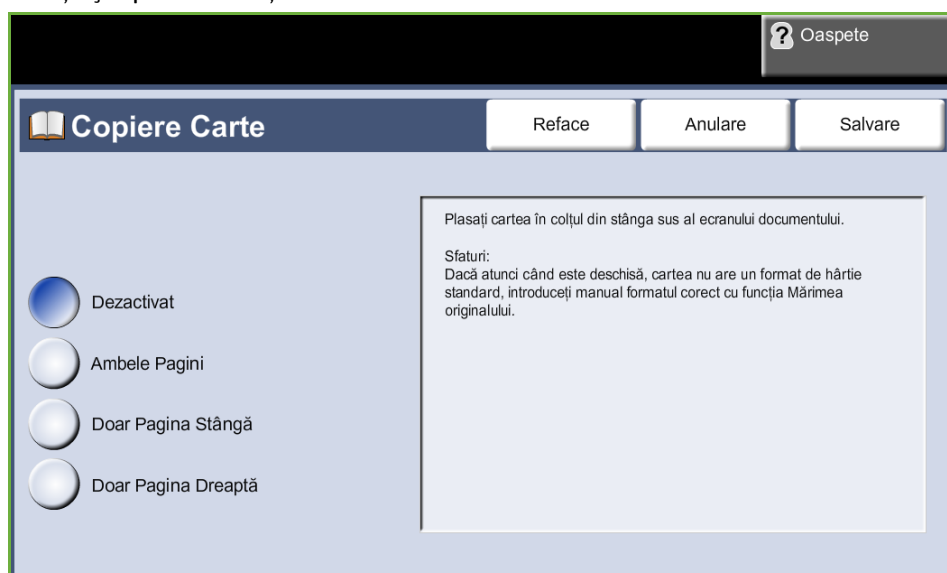 ? Oaspete
Copiere Carte
Reface
Anulare
Salvare
Plasați cartea în colțul din stânga sus al ecranului documentului.
Sfaturi:
Dacă atunci când este deschisă, cartea nu are un format de hârtie
standard, introduceți manual formatul corect cu funcția Mărimea
originalului.
Dezactivat
Ambele Pagini
Doar Pagina Stângă
Doar Pagina Dreaptă